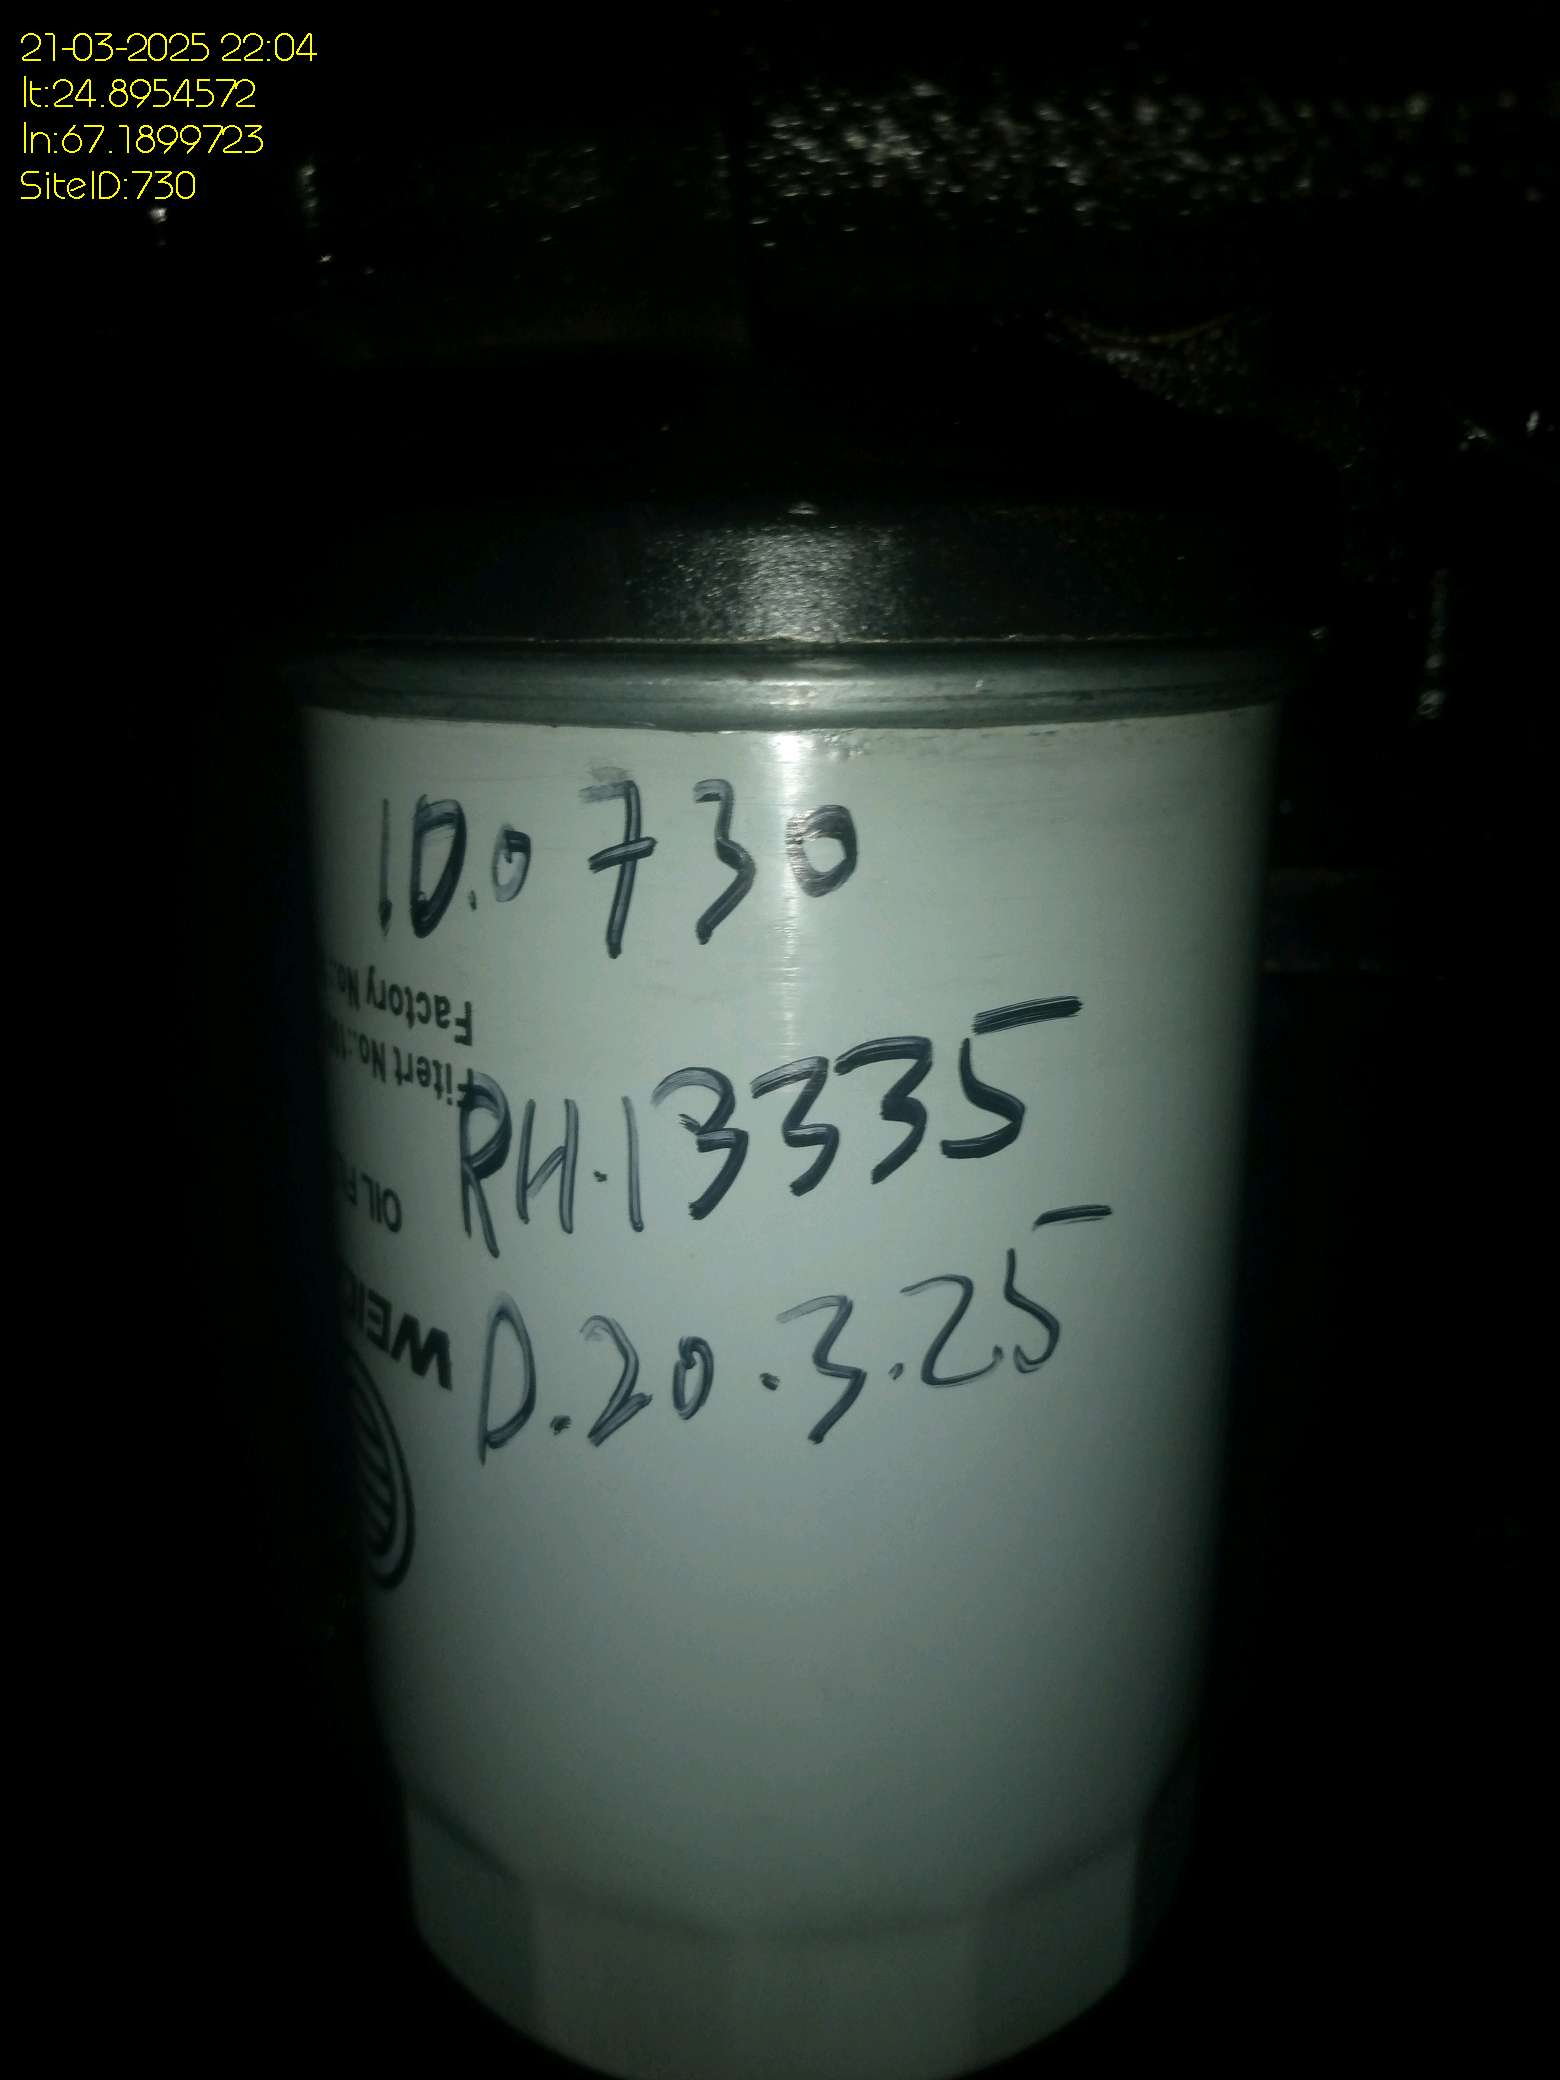 21-03-2025 22:04
lt:24.8954572
ln:67.1899723
SiteID:730
ID.0730
Factory No.:
Fitert No.:
RH.13335
OIL
D.20.3.25